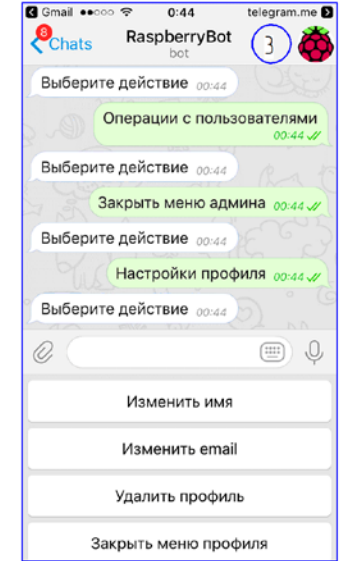 Gmail 0:44 telegram.me
8
Chats RaspberryBot 3
bot
Выберите действие 00:44
Операции с пользователями
00:44
Выберите действие 00:44
Закрыть меню админа 00:44
Выберите действие 00:44
Настройки профиля 00:44
Выберите действие 00:44
Изменить имя
Изменить email
Удалить профиль
Закрыть меню профиля